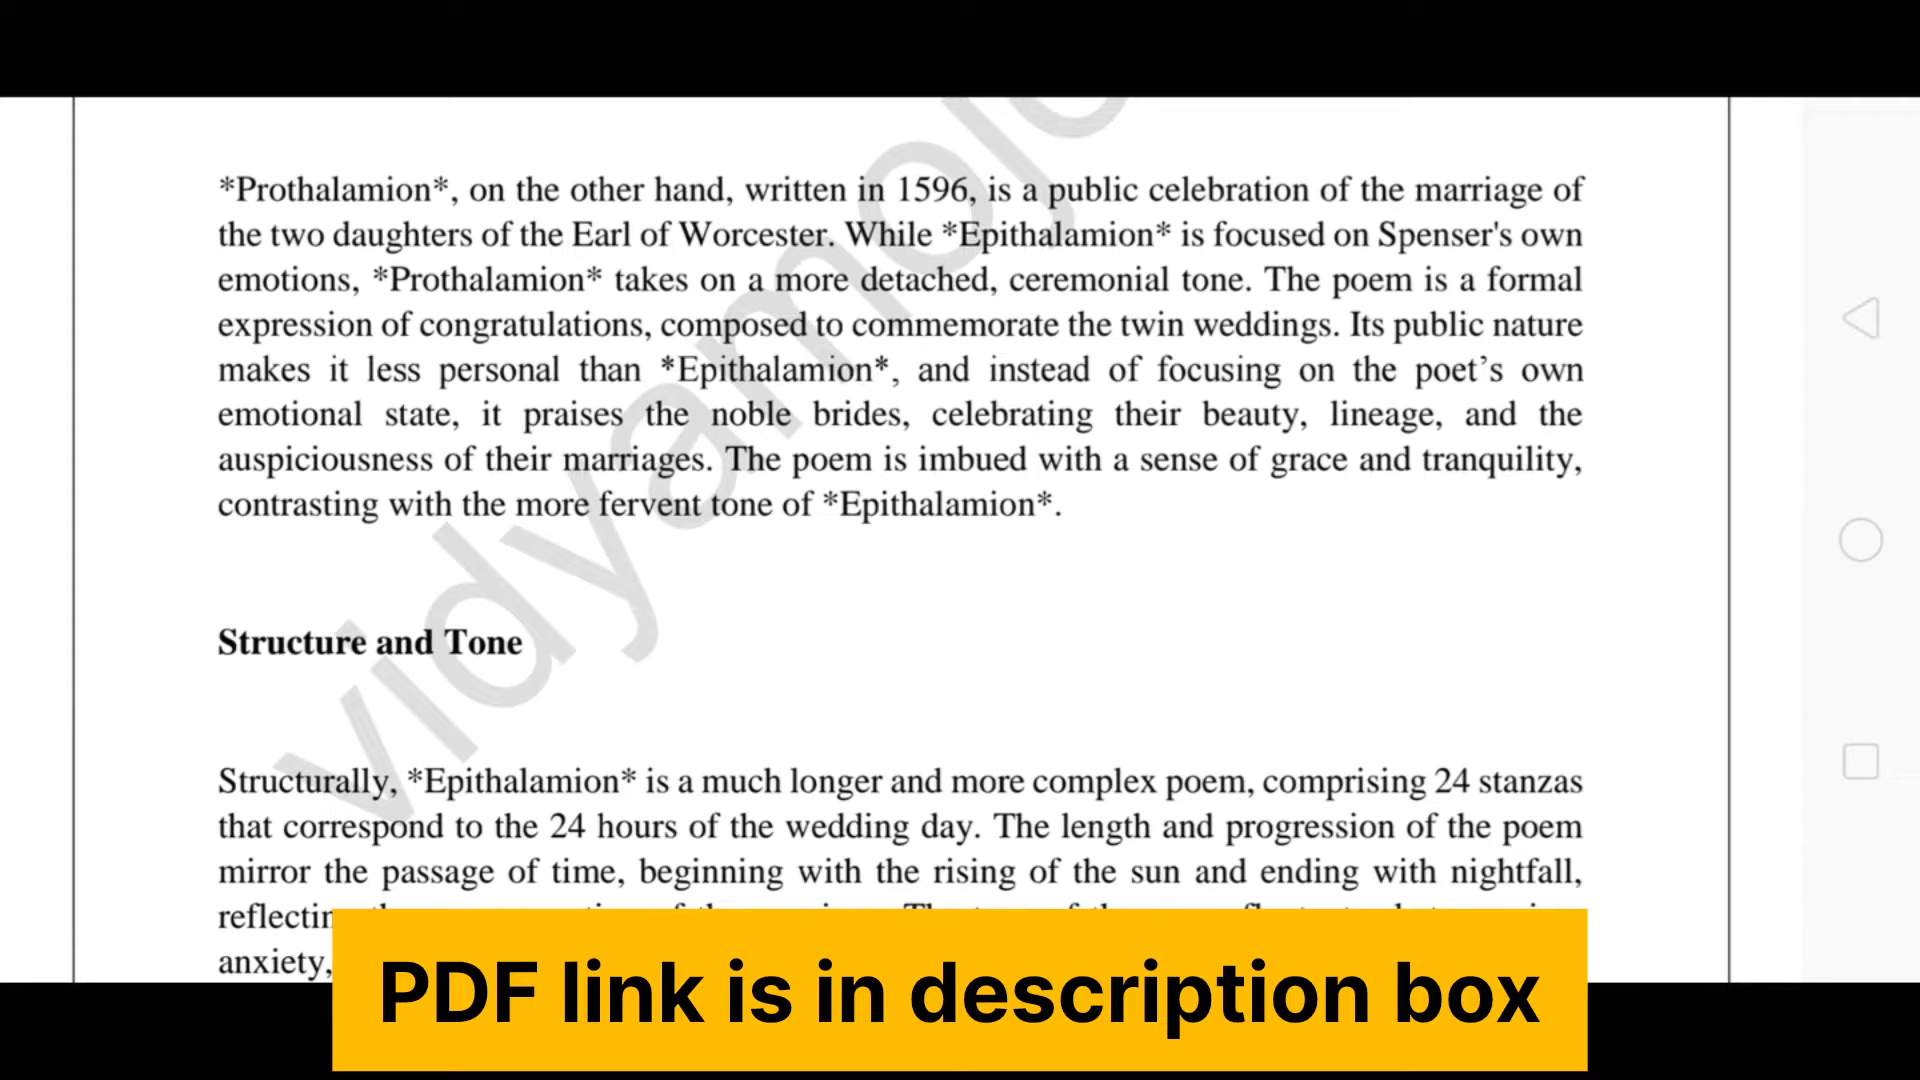 *Prothalamion*, on the other hand, written in 1596, is a public celebration of the marriage of
the two daughters of the Earl of Worcester. While *Epithalamion* is focused on Spenser's own
emotions, *Prothalamion* takes on a more detached, ceremonial tone. The poem is a formal
expression of congratulations, composed to commemorate the twin weddings. Its public nature
makes it less personal than *Epithalamion*, and instead of focusing on the poet’s own
emotional state, it praises the noble brides, celebrating their beauty, lineage, and the
auspiciousness of their marriages. The poem is imbued with a sense of grace and tranquility,
contrasting with the more fervent tone of *Epithalamion*.
Structure and Tone
Structurally, *Epithalamion* is a much longer and more complex poem, comprising 24 stanzas
that correspond to the 24 hours of the wedding day. The length and progression of the poem
mirror the passage of time, beginning with the rising of the sun and ending with nightfall,
anxiety,
PDF link is in description box
vidyamojo